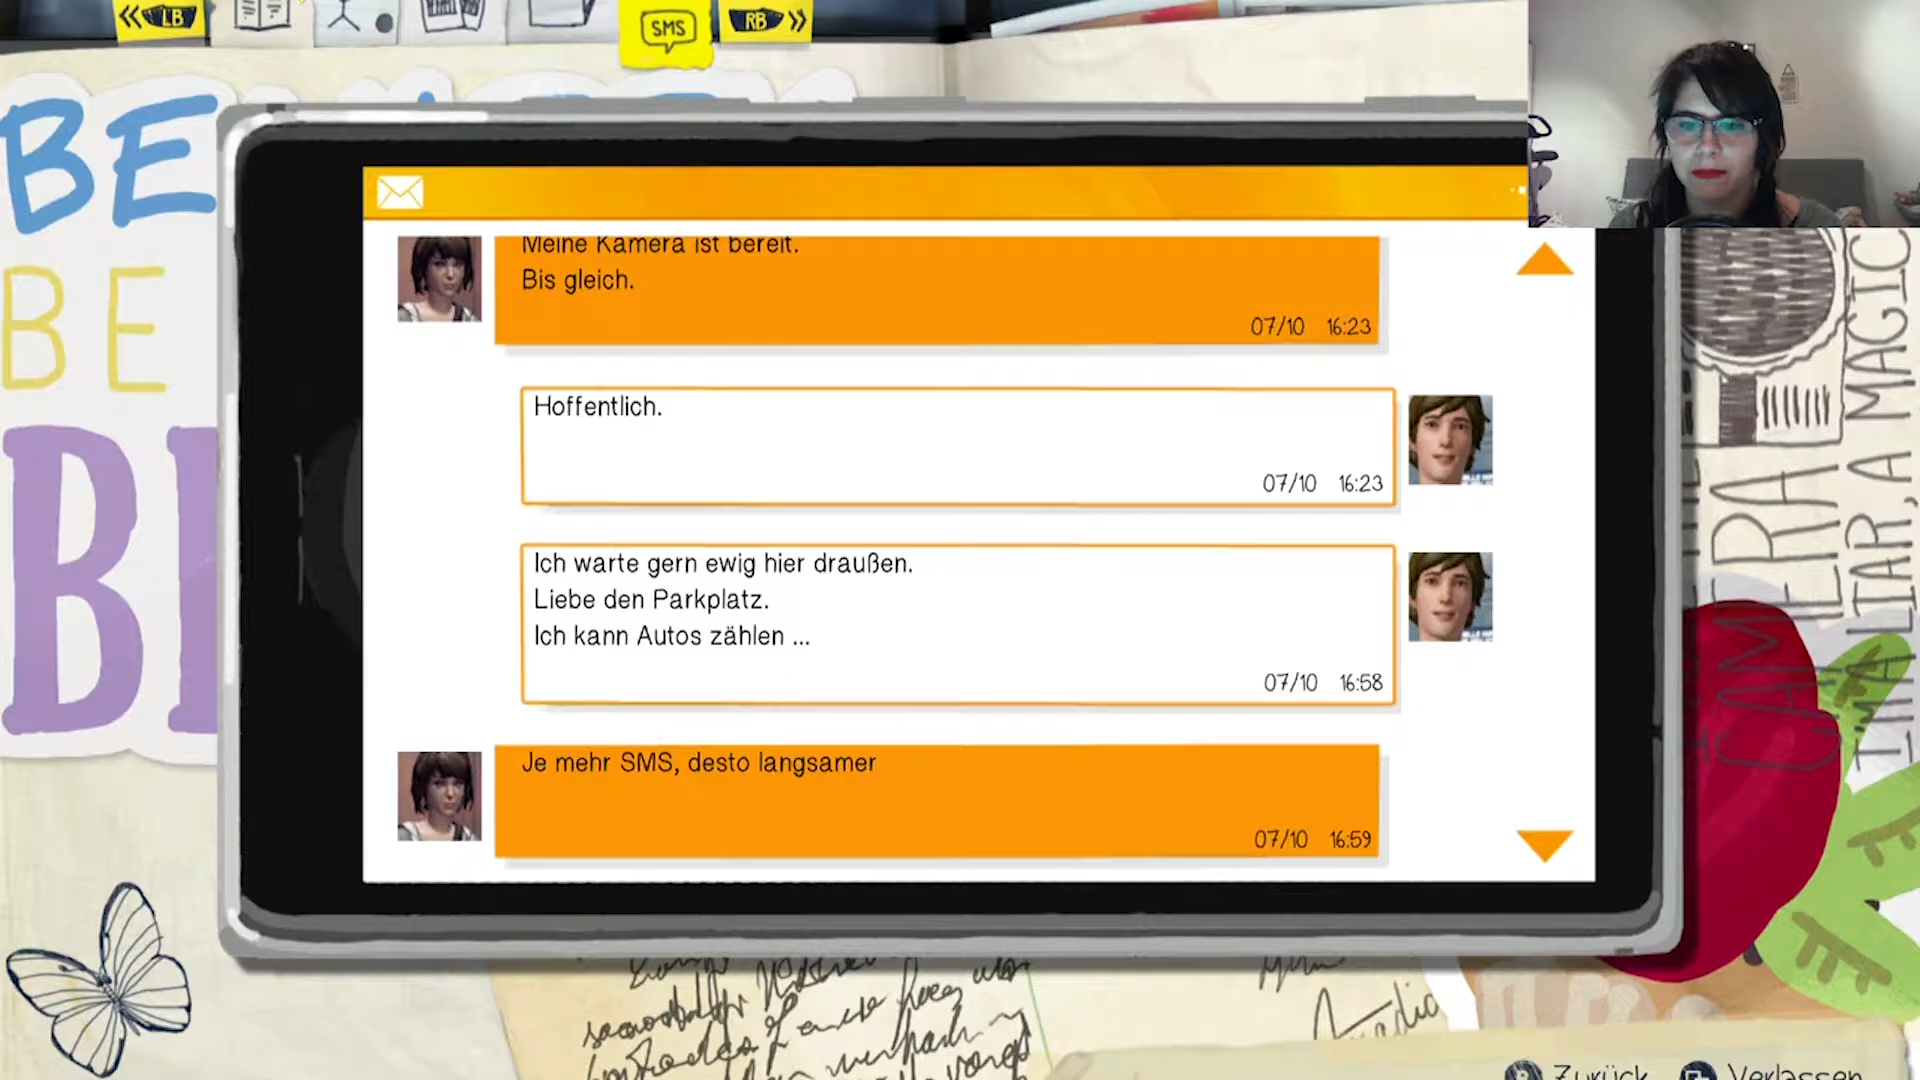 LB
SMS
RB
BE
BE
Meine Kamera ist bereit.
Bis gleich.
07/10 16:23
Hoffentlich.
07/10 16:23
Ich warte gern ewig hier draußen.
Liebe den Parkplatz.
Ich kann Autos zählen ...
07/10 16:58
Je mehr SMS, desto langsamer
07/10 16:59
CAMERA
LIAR, A MAGIC
Zurück
Verlassen